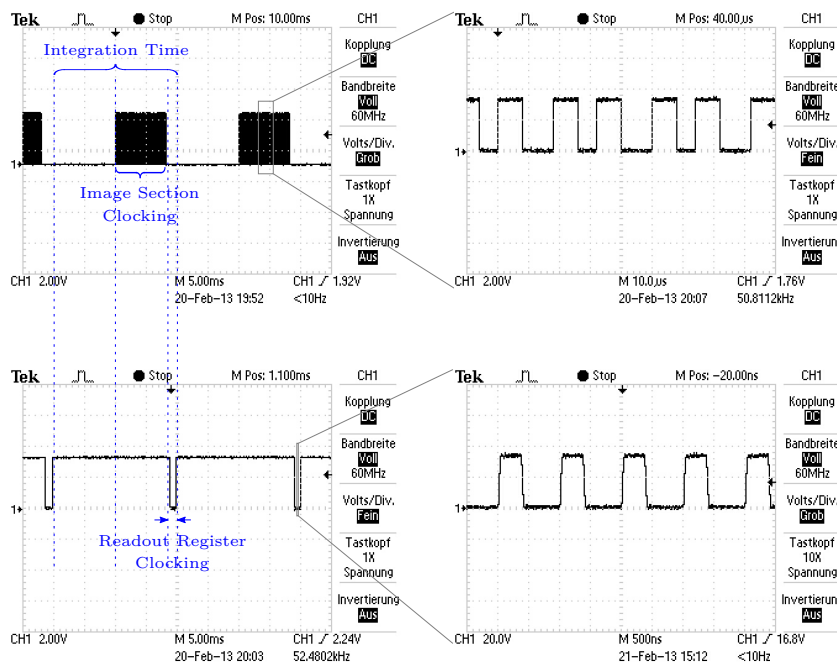 Tek Stop M Pos: 10.00ms CH1
Integration Time
Kopplung
DC
Bandbreite
Voll
60MHz
Volts/Div.
Grob
1
Image Section
Clocking
Tastkopf
1X
Spannung
Invertierung
Aus
CH1 2.00V M 5.00ms CH1 1.32V
20-Feb-13 19:52 <10Hz
Tek Stop M Pos: 40.00µs CH1
Kopplung
DC
Bandbreite
Voll
60MHz
Volts/Div.
Fein
1
Tastkopf
1X
Spannung
Invertierung
Aus
CH1 2.00V M 10.0µs CH1 1.76V
20-Feb-13 20:07 50.8112kHz
Tek Stop M Pos: 1.100ms CH1
Kopplung
DC
Bandbreite
Voll
60MHz
Volts/Div.
Fein
1
Readout Register
Clocking
Tastkopf
1X
Spannung
Invertierung
Aus
CH1 2.00V M 5.00ms CH1 2.24V
20-Feb-13 20:03 52.4802kHz
Tek Stop M Pos: -20.00ns CH1
Kopplung
DC
Bandbreite
Voll
60MHz
Volts/Div.
Grob
1
Tastkopf
10X
Spannung
Invertierung
Aus
CH1 20.0V M 500ns CH1 16.8V
21-Feb-13 15:12 <10Hz